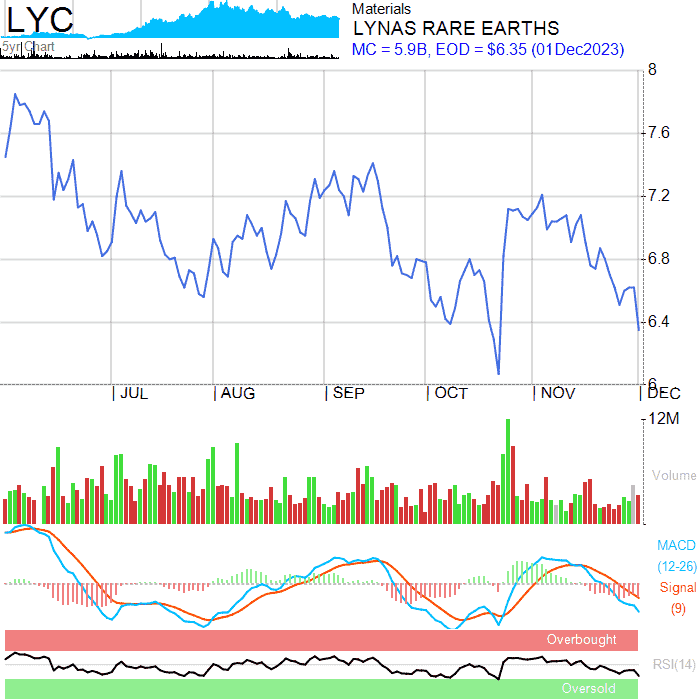 LYC
5yr Chart
Materials
LYNAS RARE EARTHS
MC = 5.9B, EOD = $6.35 (01Dec2023)
8
7.6
7.2
6.8
6.4
6
JUL AUG SEP OCT NOV DEC
12M
Volume
MACD
(12-26)
Signal
(9)
Overbought
RSI(14)
Oversold